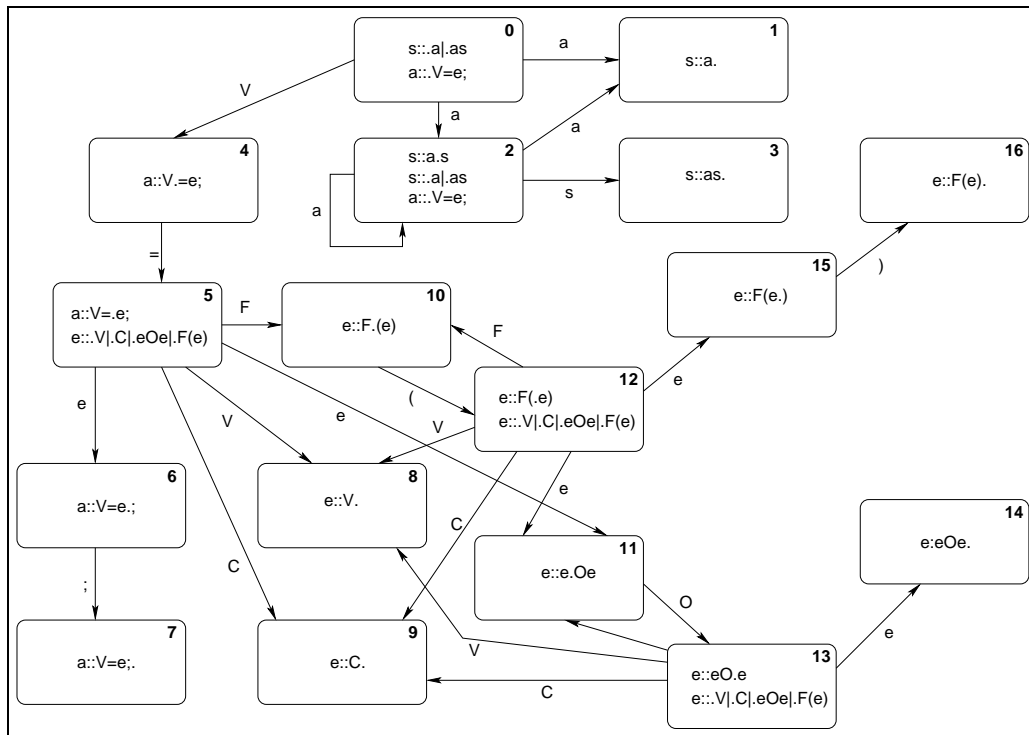 0
s::.a|.as
a::.V=e;
a
1
s::a.
V
a
a
4
a::V.=e;
2
s::a.s
s::.a|.as
a::.V=e;
a
s
3
s::as.
16
e::F(e).
=
15
e::F(e.)
)
5
a::V=.e;
e::.V|.C|.eOe|.F(e)
F
10
e::F.(e)
F
(
12
e::F(.e)
e::.V|.C|.eOe|.F(e)
e
e
V
e
V
6
a::V=e.;
8
e::V.
e
C
C
14
e:eOe.
11
e::e.Oe
;
O
7
a::V=e;.
9
e::C.
V
C
13
e::eO.e
e::.V|.C|.eOe|.F(e)
e